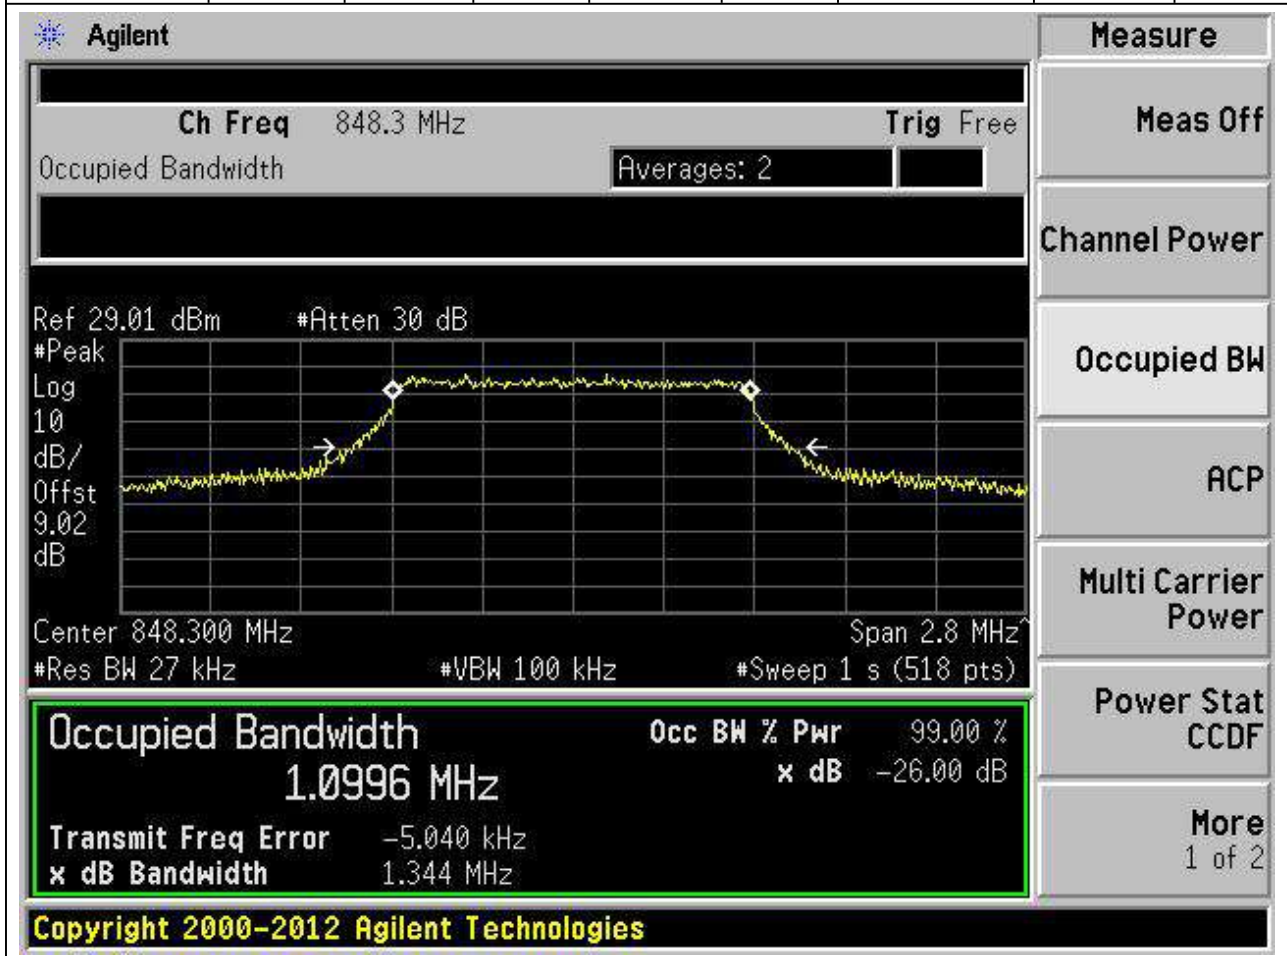 Agilent
Measure
Ch Freq 848.3 MHz Trig Free
Occupied Bandwidth Averages: 2
Meas Off
Channel Power
Occupied BW
ACP
Multi Carrier
Power
Power Stat
CCDF
More
1 of 2
Ref 29.01 dBm #Atten 30 dB
#Peak
Log
10
dB/
Offst
9.02
dB
Center 848.300 MHz Span 2.8 MHz^
#Res BW 27 kHz #VBW 100 kHz #Sweep 1 s (518 pts)
Occupied Bandwidth Occ BW % Pwr 99.00 %
1.0996 MHz x dB -26.00 dB
Transmit Freq Error -5.040 kHz
x dB Bandwidth 1.344 MHz
Copyright 2000-2012 Agilent Technologies